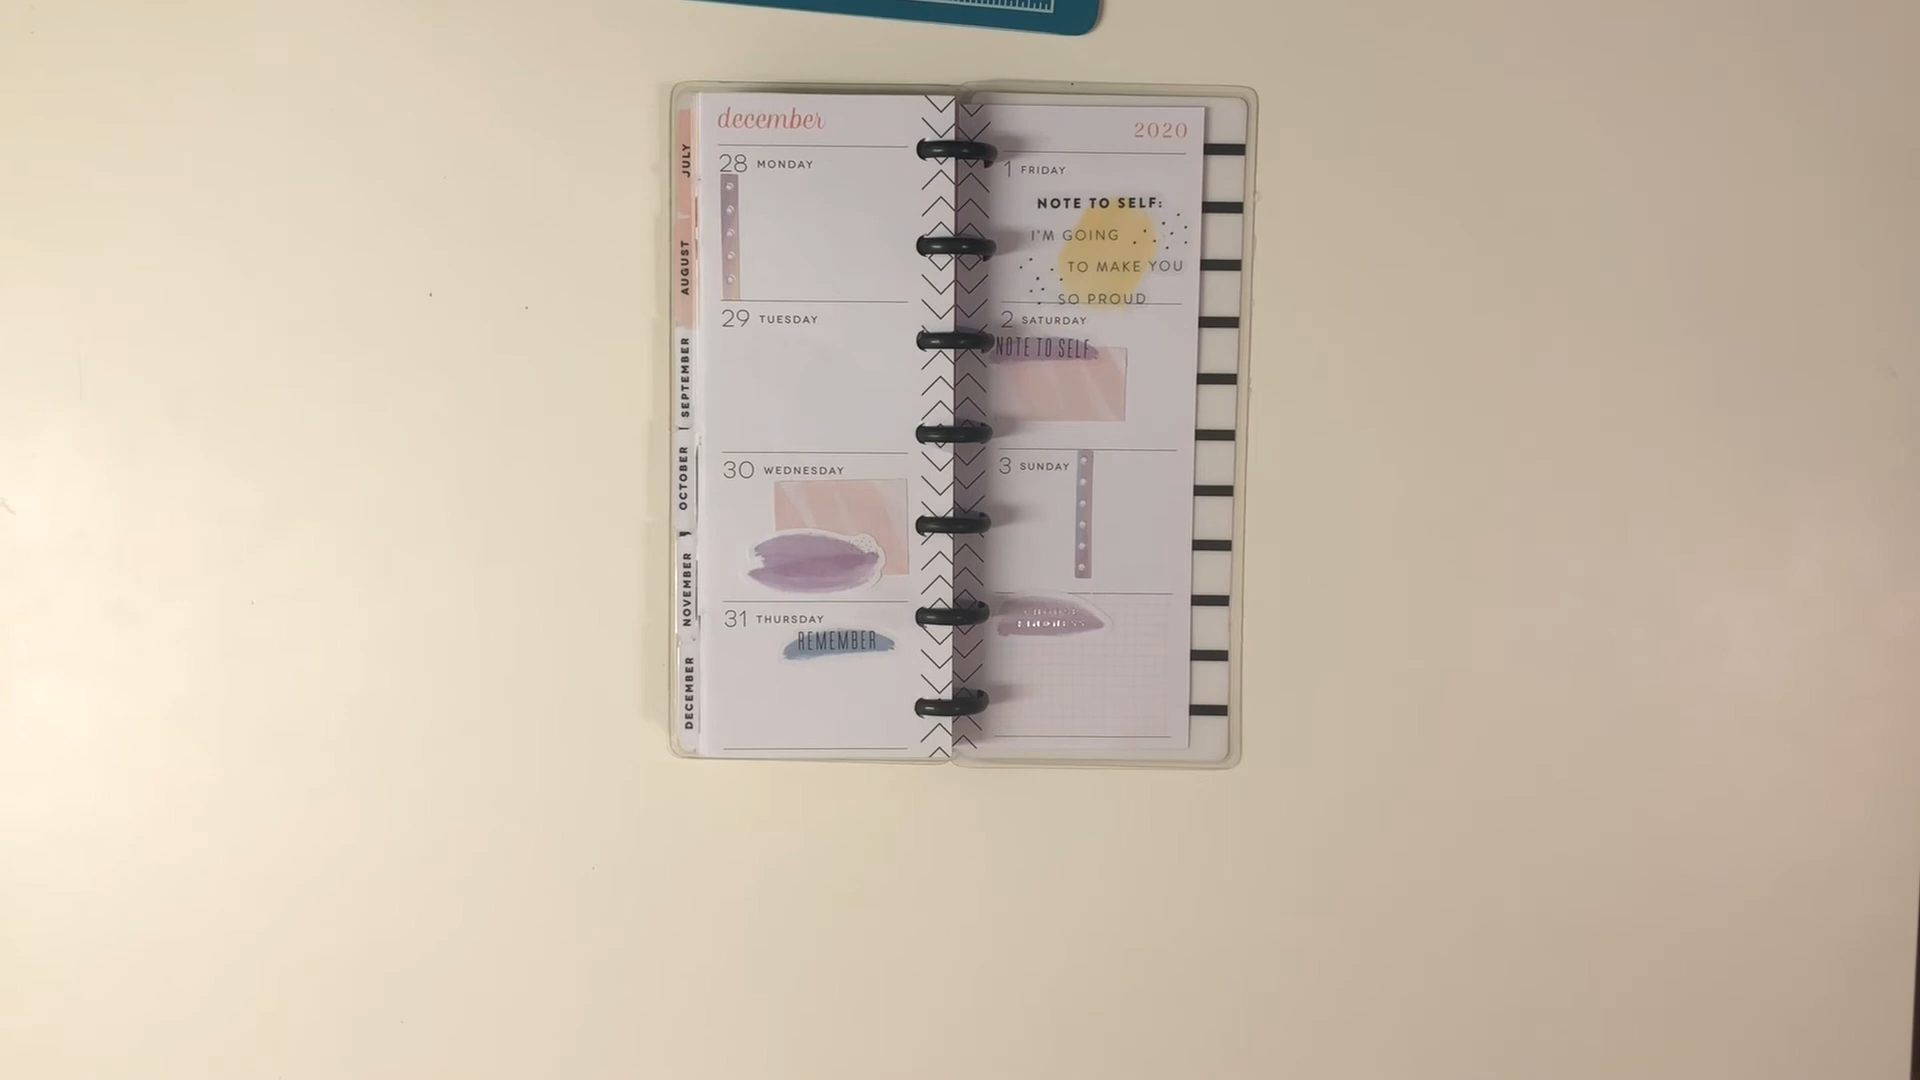 december
28 MONDAY
29 TUESDAY
30 WEDNESDAY
31 THURSDAY
REMEMBER
2020
1 FRIDAY
NOTE TO SELF:
I'M GOING
TO MAKE YOU
SO PROUD
2 SATURDAY
NOTE TO SELF
3 SUNDAY
JULY
AUGUST
SEPTEMBER
OCTOBER
NOVEMBER
DECEMBER